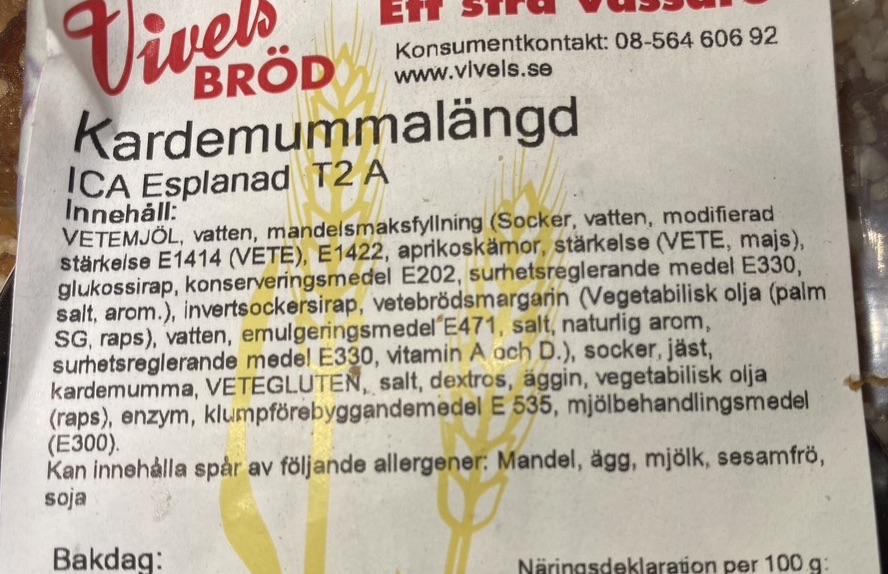 Vivels
BRÖD
Ett strå vassare
Konsumentkontakt: 08-564 606 92
www.vivels.se
Kardemummalängd
ICA Esplanad T2 A
Innehåll:
VETEMJÖL, vatten, mandelsmaksfyllning (Socker, vatten, modifierad
stärkelse E1414 (VETE), E1422, aprikoskärnor, stärkelse (VETE, majs),
glukossirap, konserveringsmedel E202, surhetsreglerande medel E330,
salt, arom.), invertsockersirap, vetebrödsmargarin (Vegetabilisk olja (palm
SG, raps), vatten, emulgeringsmedel E471, salt, naturlig arom,
surhetsreglerande medel E330, vitamin A och D.), socker, jäst,
kardemumma, VETEGLUTEN, salt, dextros, äggin, vegetabilisk olja
(raps), enzym, klumpförebyggandemedel E 535, mjölbehandlingsmedel
(E300).
Kan innehålla spår av följande allergener: Mandel, ägg, mjölk, sesamfrö,
soja
Bakdag:
Näringsdeklaration per 100 g: